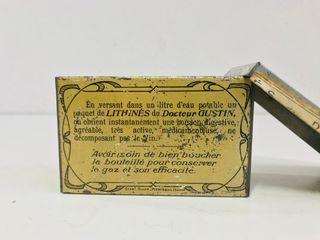 En versant dans un litre d'eau potable un
paquet de LITHINÉS du Docteur GUSTIN,
on obtient instantanément une boisson digestive,
agréable, très active, médicamenteuse, ne
décomposant pas le vin.
Avoir soin de bien boucher
la bouteille pour conserver
le gaz et son efficacité.